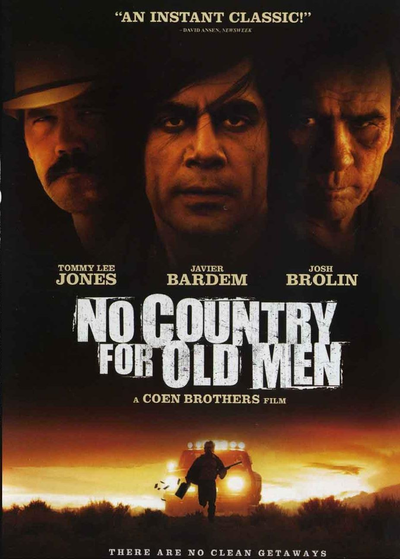 “AN INSTANT CLASSIC!”
–DAVID ANSEN, NEWSWEEK
TOMMY LEE JAVIER JOSH
JONES BARDEM BROLIN
NO COUNTRY
FOR OLD MEN
A COEN BROTHERS FILM
THERE ARE NO CLEAN GETAWAYS